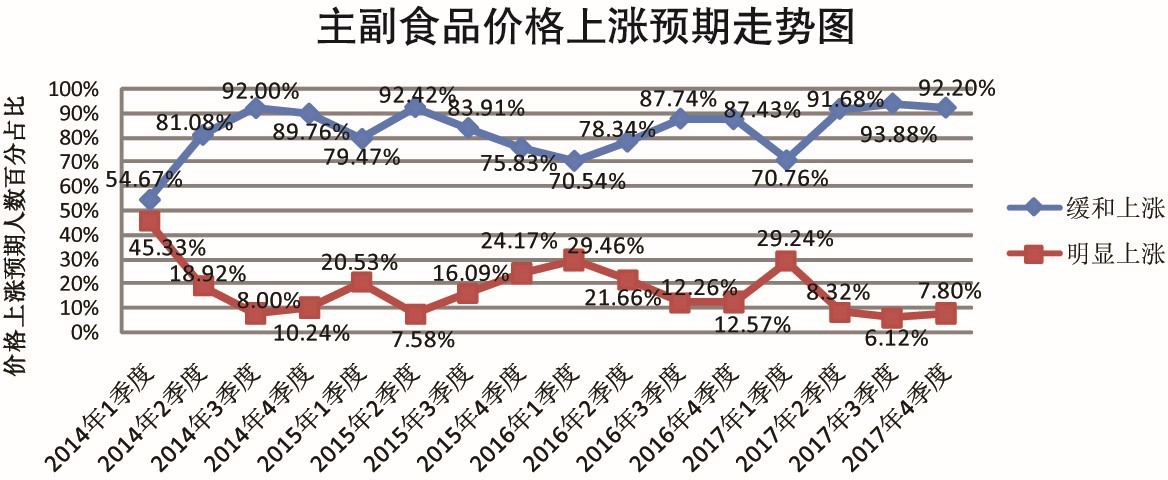 主副食品价格上涨预期走势图
价格上涨预期人数百分占比
100%
90%
80%
70%
60%
50%
40%
30%
20%
10%
0%
54.67%
81.08%
92.00%
89.76%
79.47%
92.42%
83.91%
75.83%
70.54%
78.34%
87.74%
87.43%
70.76%
91.68%
93.88%
92.20%
45.33%
18.92%
8.00%
10.24%
20.53%
7.58%
16.09%
24.17%
29.46%
21.66%
12.26%
12.57%
29.24%
8.32%
6.12%
7.80%
缓和上涨
明显上涨
2014年1季度
2014年2季度
2014年3季度
2014年4季度
2015年1季度
2015年2季度
2015年3季度
2015年4季度
2016年1季度
2016年2季度
2016年3季度
2016年4季度
2017年1季度
2017年2季度
2017年3季度
2017年4季度